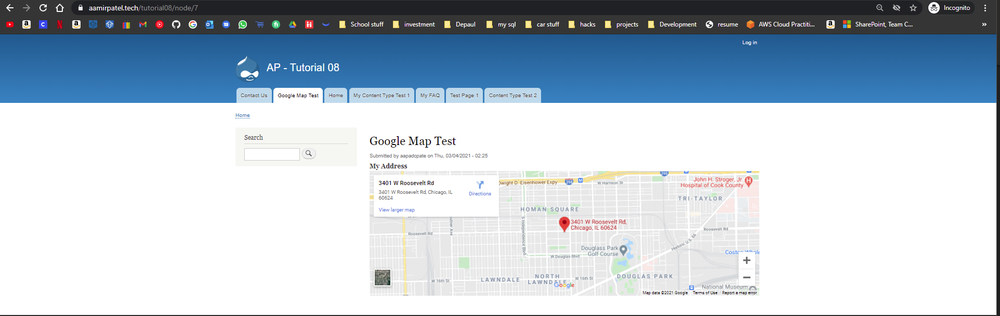 aamirpatel.tech/tutorial08/node/7
Incognito
School stuff
investment
Depaul
my sql
car stuff
hacks
projects
Development
resume
AWS Cloud Practiti...
SharePoint, Team C...
»
Log in
AP - Tutorial 08
Contact Us
Google Map Test
Home
My Content Type Test 1
My FAQ
Test Page 1
Content Type Test 2
Home
Search
Google Map Test
Submitted by aapadcpate on Thu, 03/04/2021 - 02:25
My Address
3401 W Roosevelt Rd
3401 W Roosevelt Rd, Chicago, IL
60624
Directions
View larger map
Dwight D. Eisenhower Expy
290
M
W Harrison St
290
John H. Stroger, Jr.
Hospital of Cook County
H
TRI-TAYLOR
HOMAN SQUARE
S Independence Blvd
3401 W Roosevelt Rd,
Chicago, IL 60624
Roosevelt Rd
Roosevelt Rd
Historic U.S. 66
Douglass Park
Golf Course
W Douglas Blvd
Costco Whole
+
−
W 16th St
LAWNDALE
NORTH
LAWNDALE
W 16th St
DOUGLAS PARK
Google
National Museum
Map data ©2021 Google
Terms of Use
Report a map error